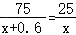 75/(x+0.6) = 25/x